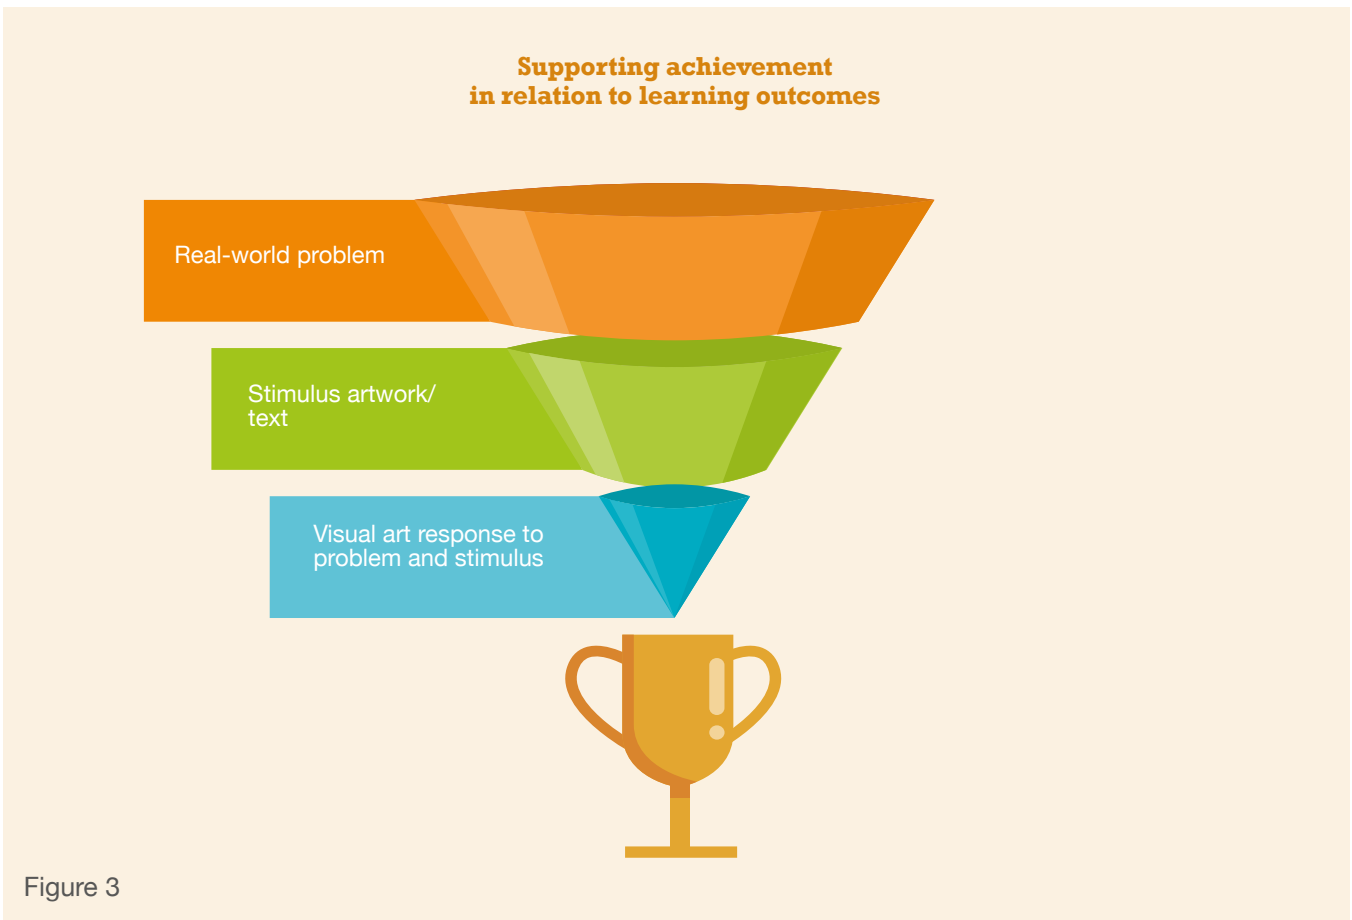 Supporting achievement
in relation to learning outcomes
Real-world problem
Stimulus artwork/
text
Visual art response to
problem and stimulus
Figure 3